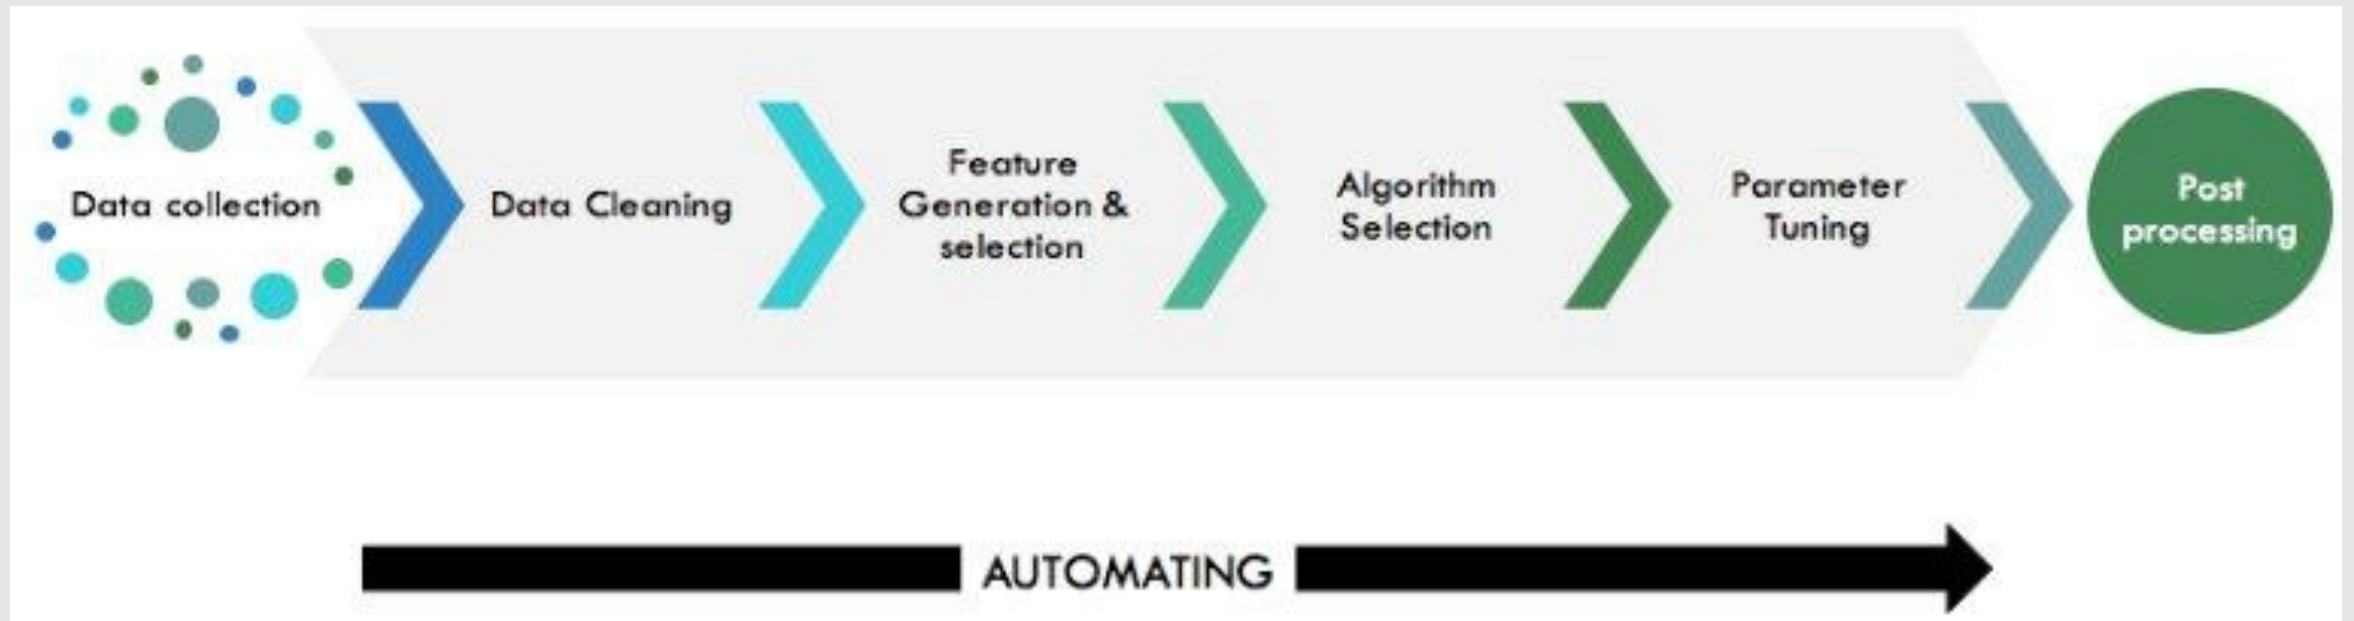 Data collection
Data Cleaning
Feature
Generation &
selection
Algorithm
Selection
Parameter
Tuning
Post
processing
AUTOMATING